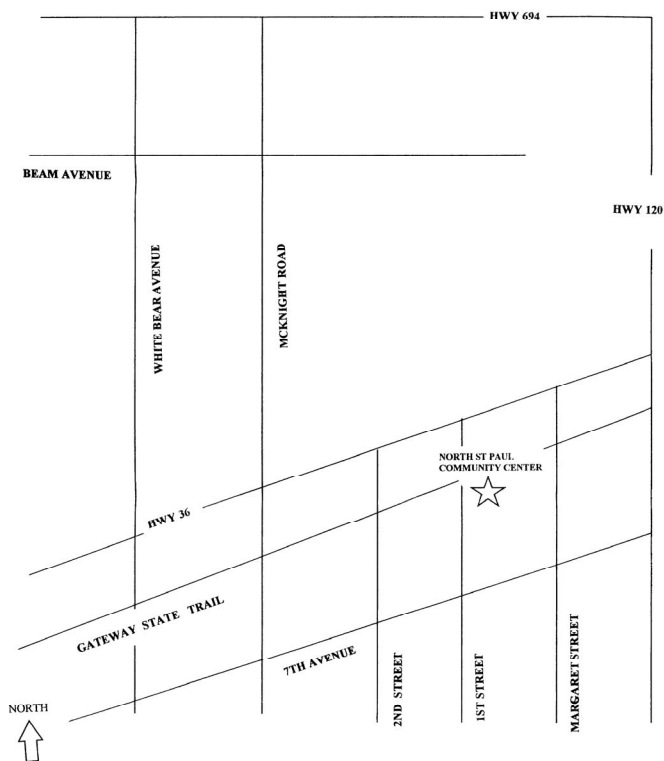 HWY 694
BEAM AVENUE
HWY 120
WHITE BEAR AVENUE
MCKNIGHT ROAD
NORTH ST PAUL
COMMUNITY CENTER
HWY 36
GATEWAY STATE TRAIL
7TH AVENUE
2ND STREET
1ST STREET
MARGARET STREET
NORTH